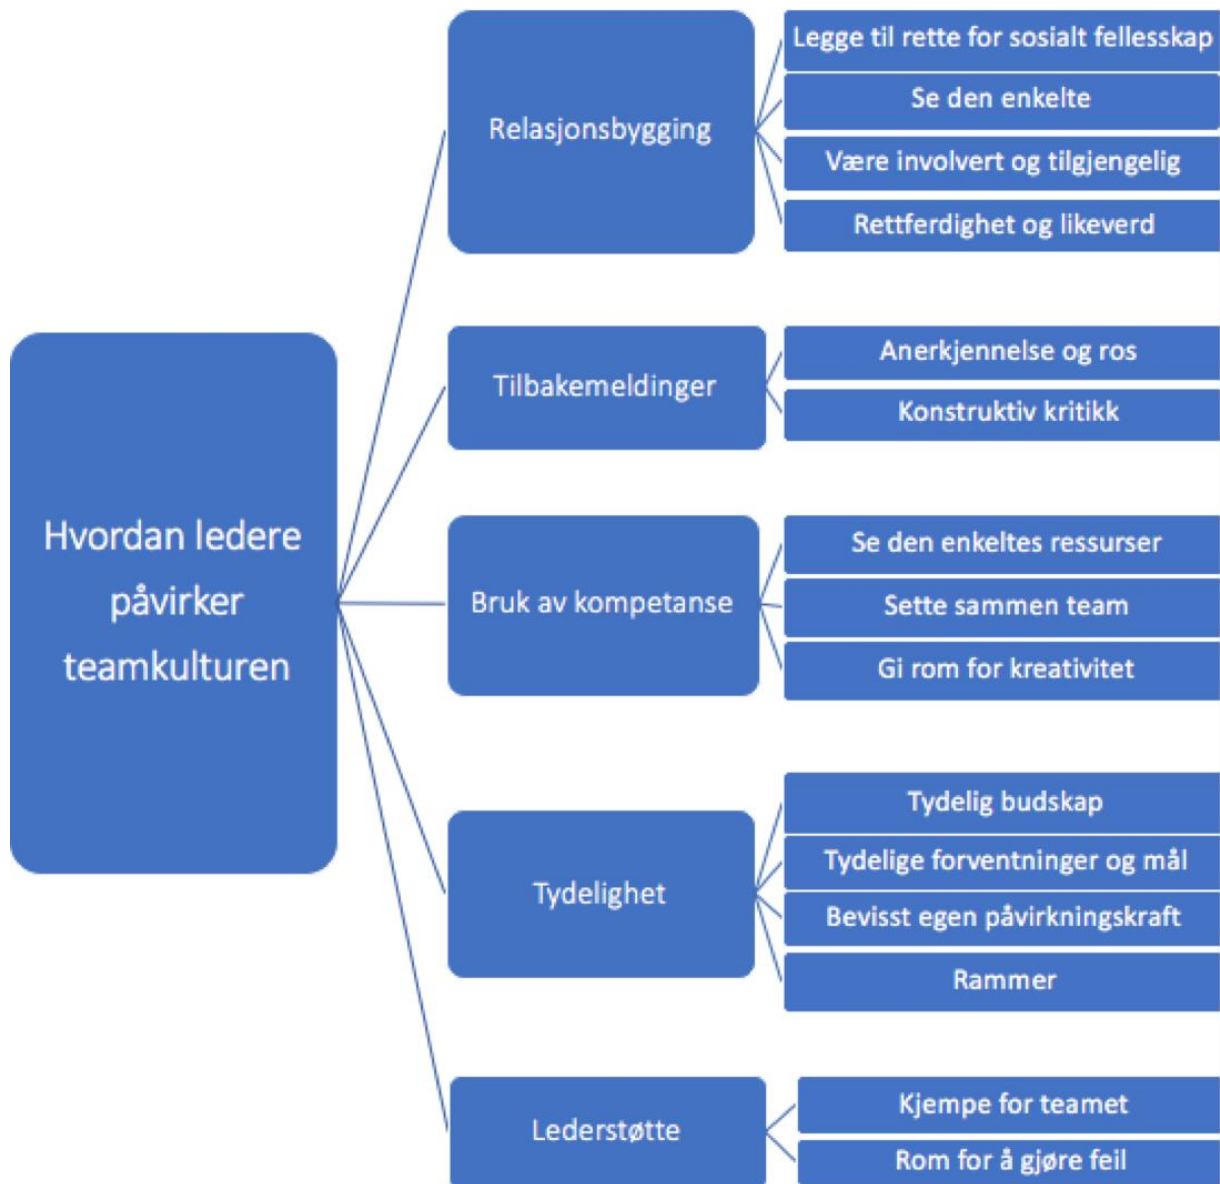 Hvordan ledere
påvirker
teamkulturen
Relasjonsbygging
Legge til rette for sosialt fellesskap
Se den enkelte
Være involvert og tilgjengelig
Rettferdighet og likeverd
Tilbakemeldinger
Anerkjennelse og ros
Konstruktiv kritikk
Bruk av kompetanse
Se den enkeltes ressurser
Sette sammen team
Gi rom for kreativitet
Tydelighet
Tydelig budskap
Tydelige forventninger og mål
Bevisst egen påvirkningskraft
Rammer
Lederstøtte
Kjempe for teamet
Rom for å gjøre feil